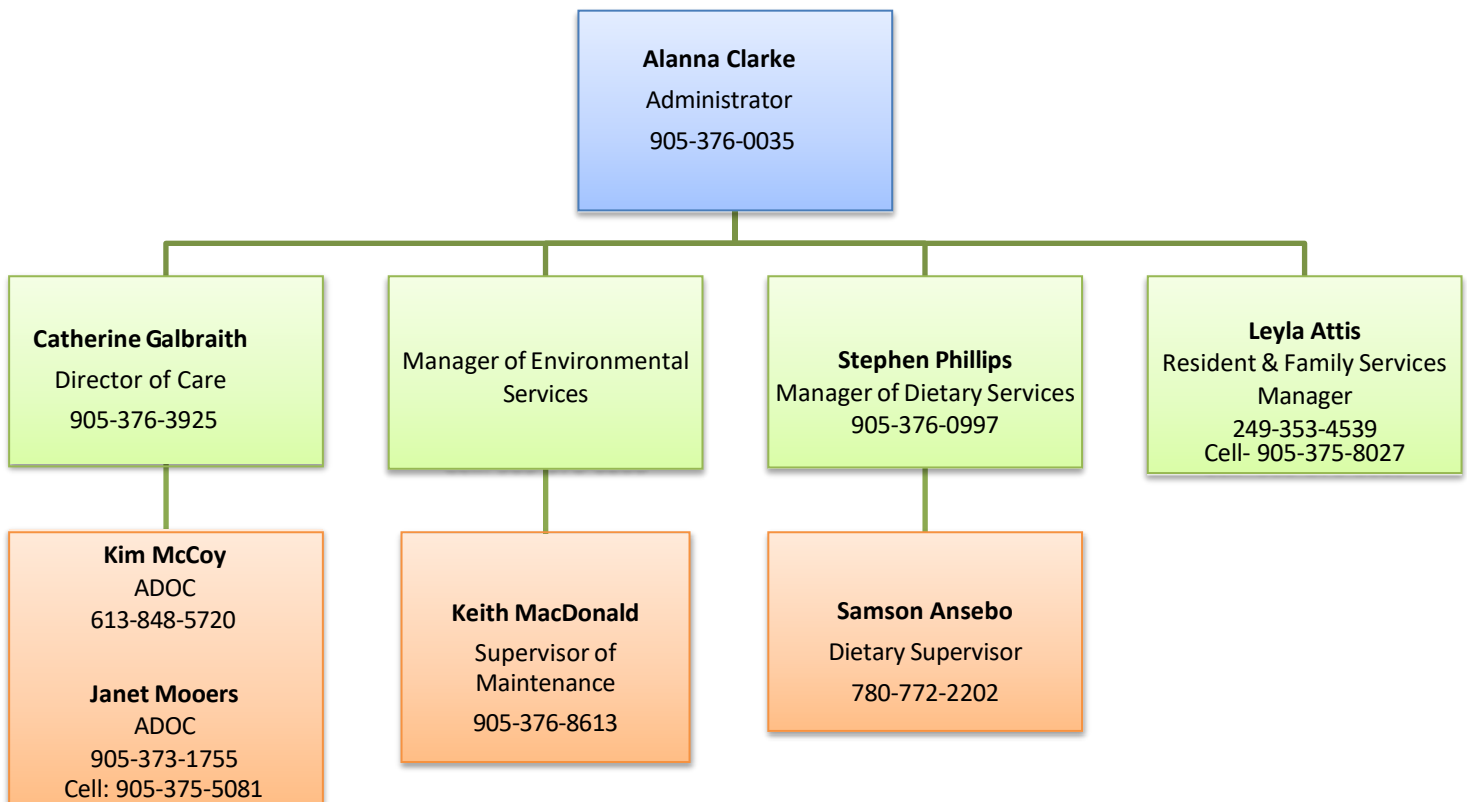 Alanna Clarke
Administrator
905-376-0035
Catherine Galbraith
Director of Care
905-376-3925
Manager of Environmental
Services
Stephen Phillips
Manager of Dietary Services
905-376-0997
Leyla Attis
Resident & Family Services
Manager
249-353-4539
Cell- 905-375-8027
Kim McCoy
ADOC
613-848-5720
Janet Mooers
ADOC
905-373-1755
Cell: 905-375-5081
Keith MacDonald
Supervisor of
Maintenance
905-376-8613
Samson Ansebo
Dietary Supervisor
780-772-2202